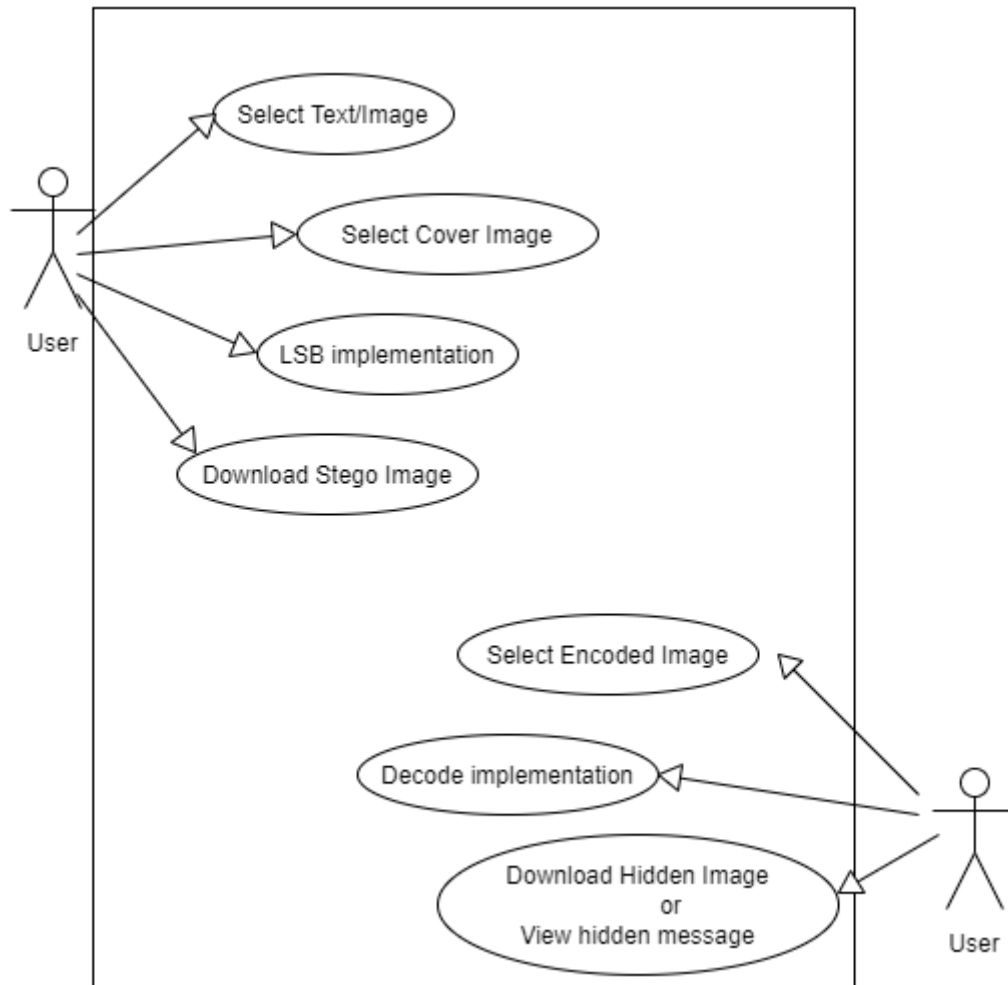 Select Text/Image
Select Cover Image
User
LSB implementation
Download Stego Image
Select Encoded Image
Decode implementation
Download Hidden Image
or
View hidden message
User